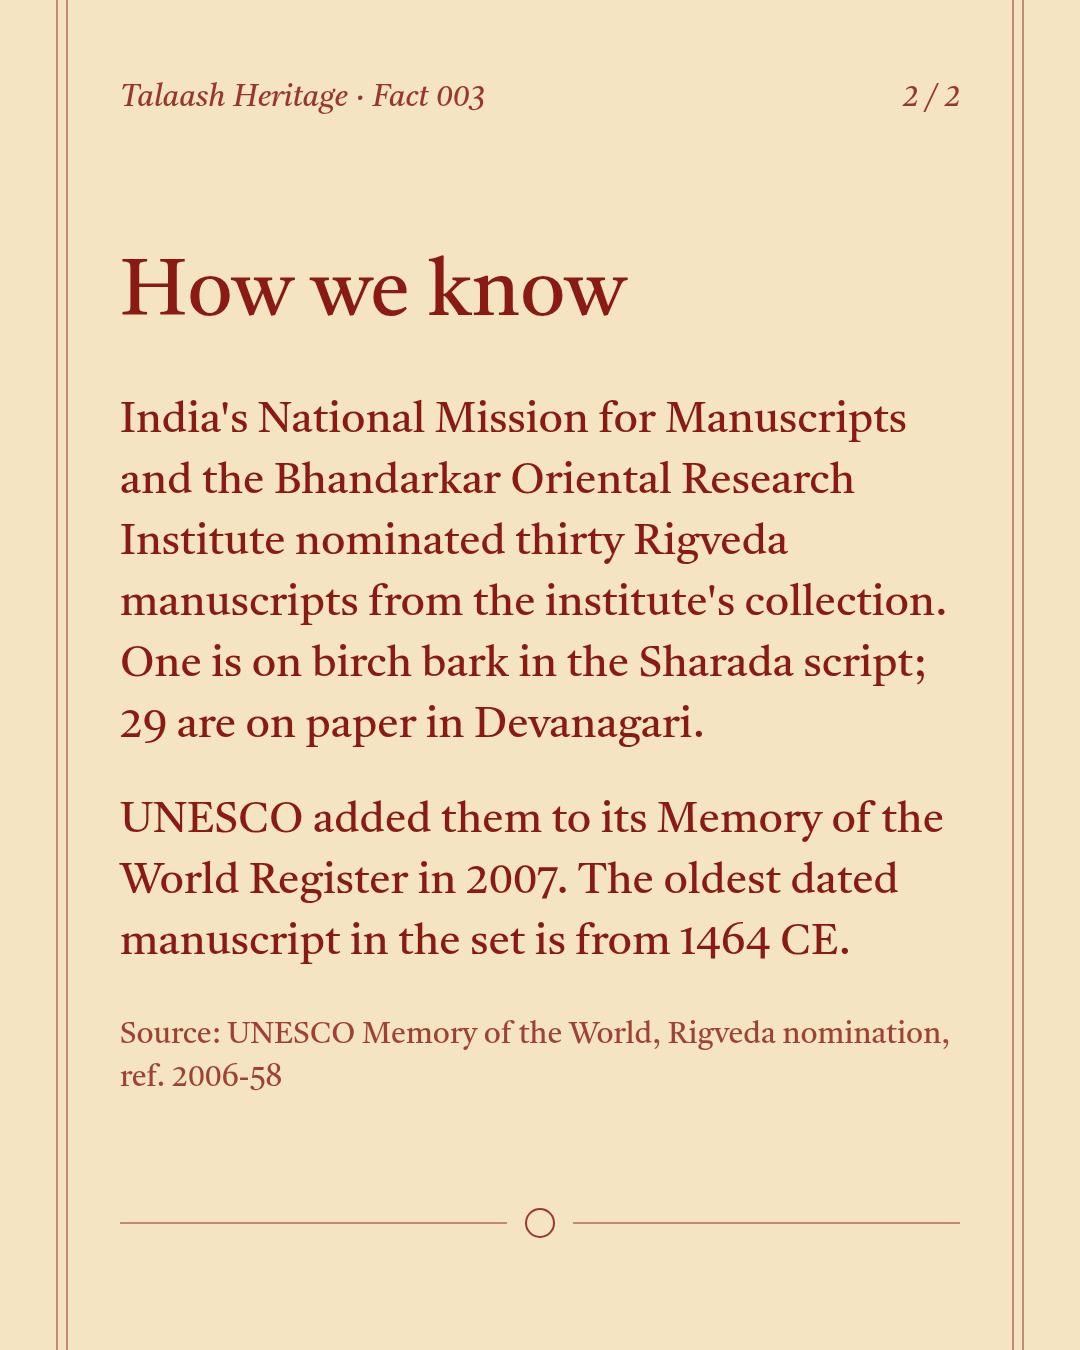 Talaash Heritage · Fact 003
2 / 2
How we know
India's National Mission for Manuscripts
and the Bhandarkar Oriental Research
Institute nominated thirty Rigveda
manuscripts from the institute's collection.
One is on birch bark in the Sharada script;
29 are on paper in Devanagari.
UNESCO added them to its Memory of the
World Register in 2007. The oldest dated
manuscript in the set is from 1464 CE.
Source: UNESCO Memory of the World, Rigveda nomination,
ref. 2006-58